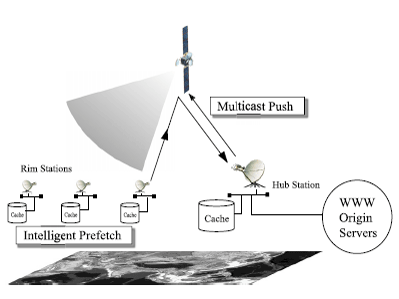 Multicast Push
Rim Stations
Hub Station
Cache
Cache
Cache
Cache
WWW
Origin
Servers
Intelligent Prefetch